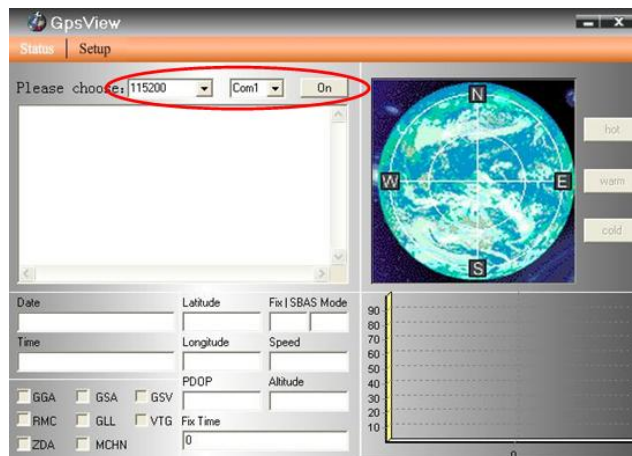 GpsView
Status Setup
Please choose: 115200 Com1 On
N
W E
S
hot
warm
cold
Date Latitude Fix | SBAS Mode
Time Longitude Speed
PDOP Altitude
GGA GSA GSV
RMC GLL VTG Fix Time
0
ZDA MCHN
90
80
70
60
50
40
30
20
10
0